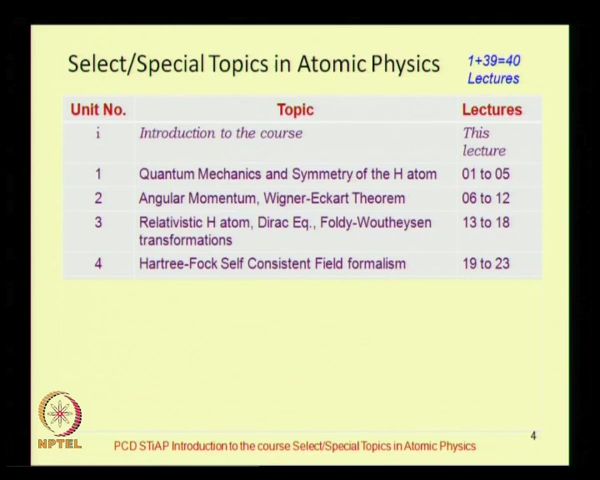 Select/Special Topics in Atomic Physics
1+39=40
Lectures
Unit No. Topic Lectures
i Introduction to the course This
lecture
1 Quantum Mechanics and Symmetry of the H atom 01 to 05
2 Angular Momentum, Wigner-Eckart Theorem 06 to 12
3 Relativistic H atom, Dirac Eq., Foldy-Woutheysen 13 to 18
transformations
4 Hartree-Fock Self Consistent Field formalism 19 to 23
NPTEL
PCD STiAP Introduction to the course Select/Special Topics in Atomic Physics
4